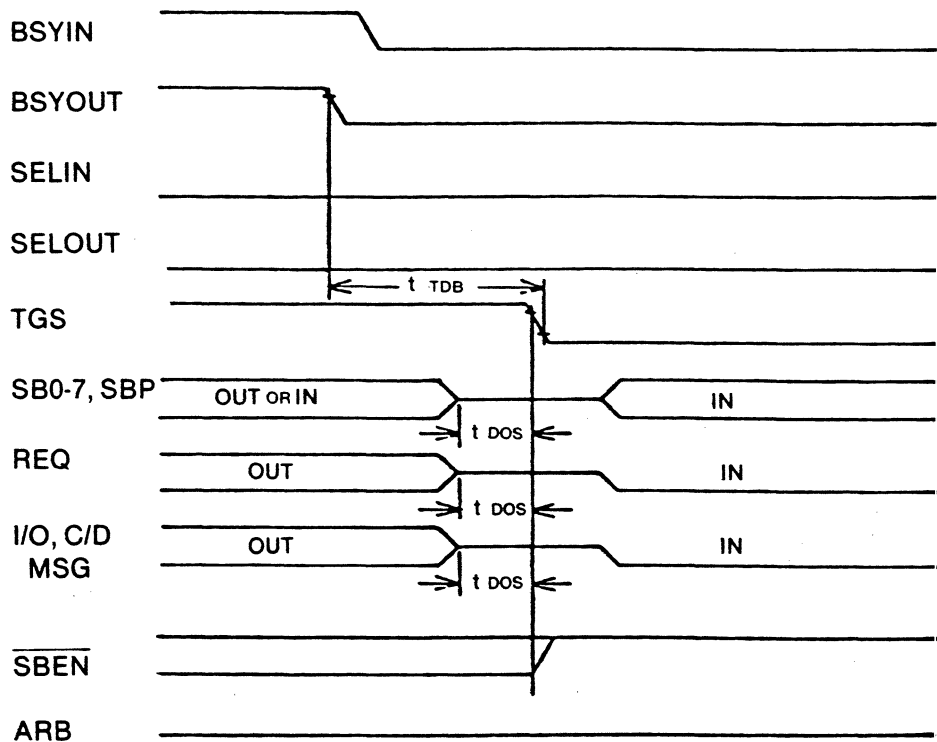 BSYIN
BSYOUT
SELIN
SELOUT
t TDB
TGS
SB0-7, SBP
OUT OR IN
IN
t DOS
REQ
OUT
IN
t DOS
I/O, C/D
MSG
OUT
IN
t DOS
SBEN
ARB